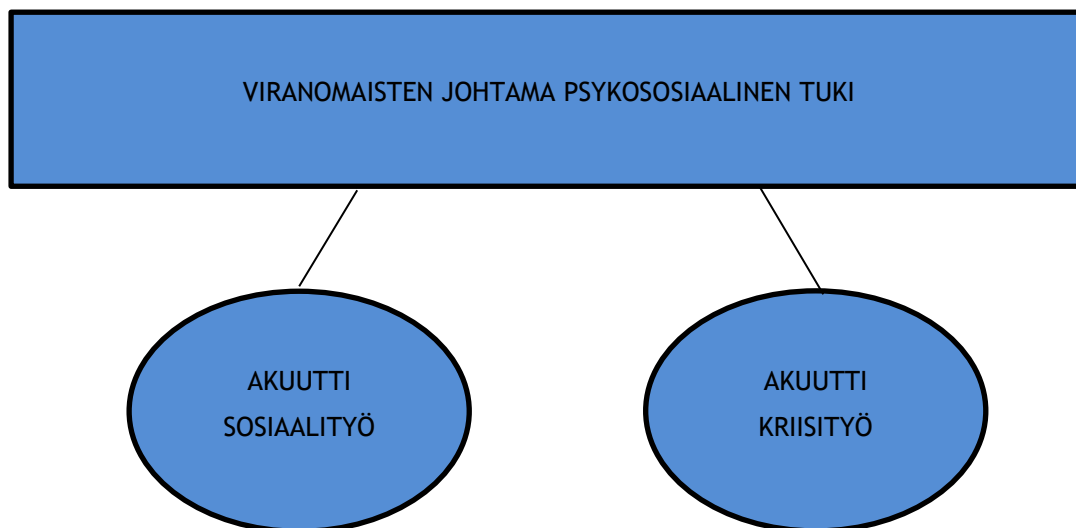 VIRANOMAISTEN JOHTAMA PSYKOSOSIAALINEN TUKI
AKUUTTI
SOSIAALITYÖ
AKUUTTI
KRIISITYÖ